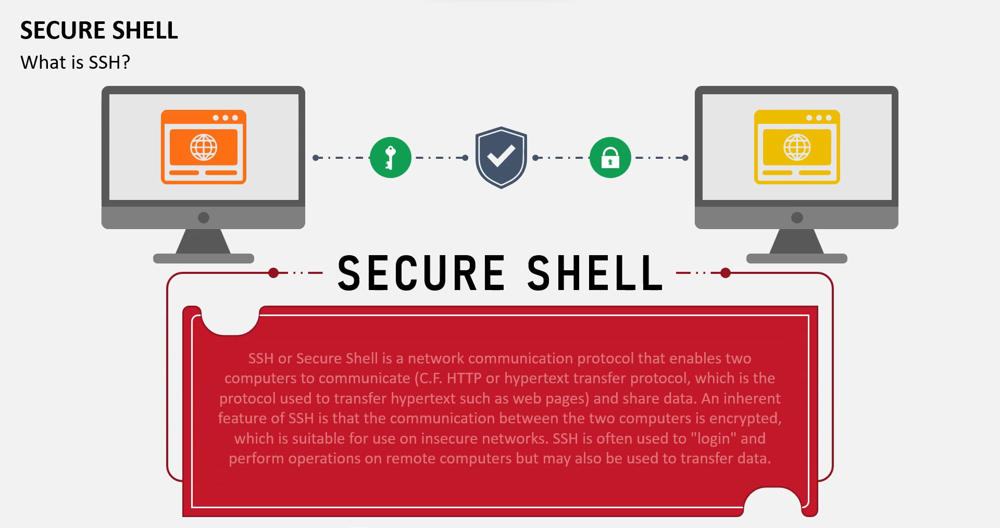 SECURE SHELL
What is SSH?
SECURE SHELL
SSH or Secure Shell is a network communication protocol that enables two
computers to communicate (C.F. HTTP or hypertext transfer protocol, which is the
protocol used to transfer hypertext such as web pages) and share data. An inherent
feature of SSH is that the communication between the two computers is encrypted,
which is suitable for use on insecure networks. SSH is often used to "login" and
perform operations on remote computers but may also be used to transfer data.